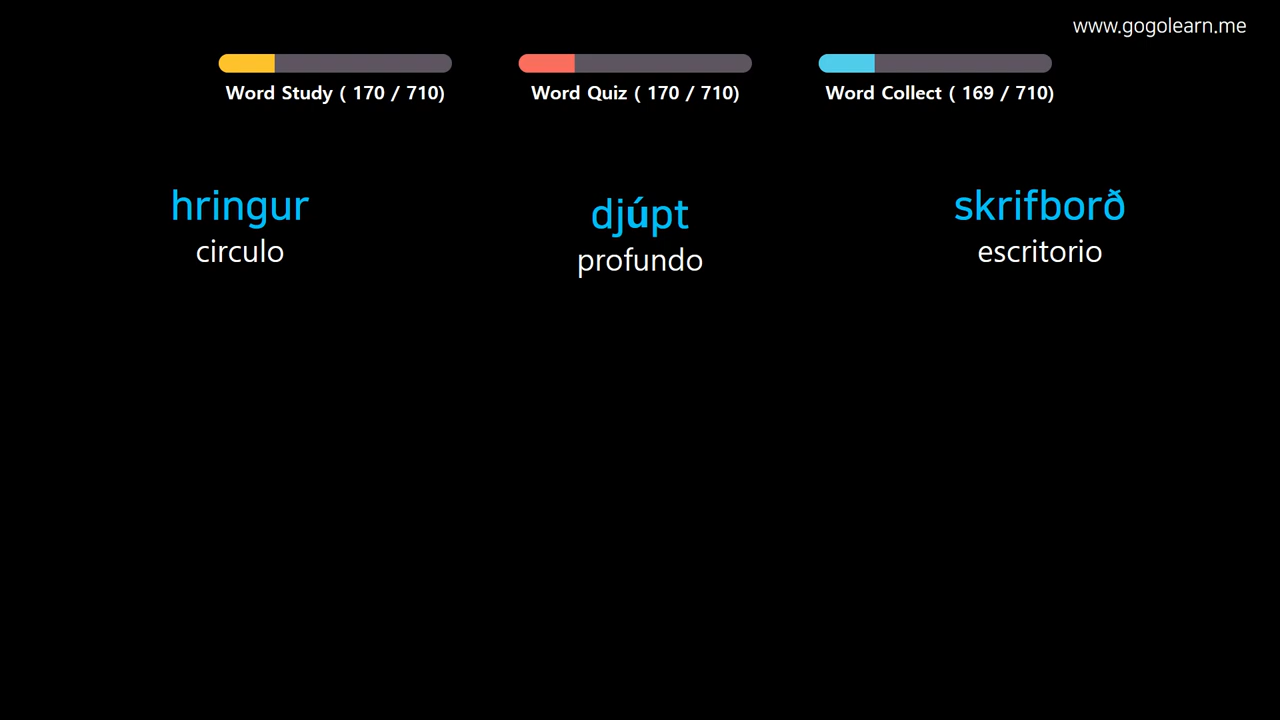 www.gogolearn.me
Word Study ( 170 / 710)
Word Quiz ( 170 / 710)
Word Collect ( 169 / 710)
hringur
circulo
djúpt
profundo
skrifborð
escritorio